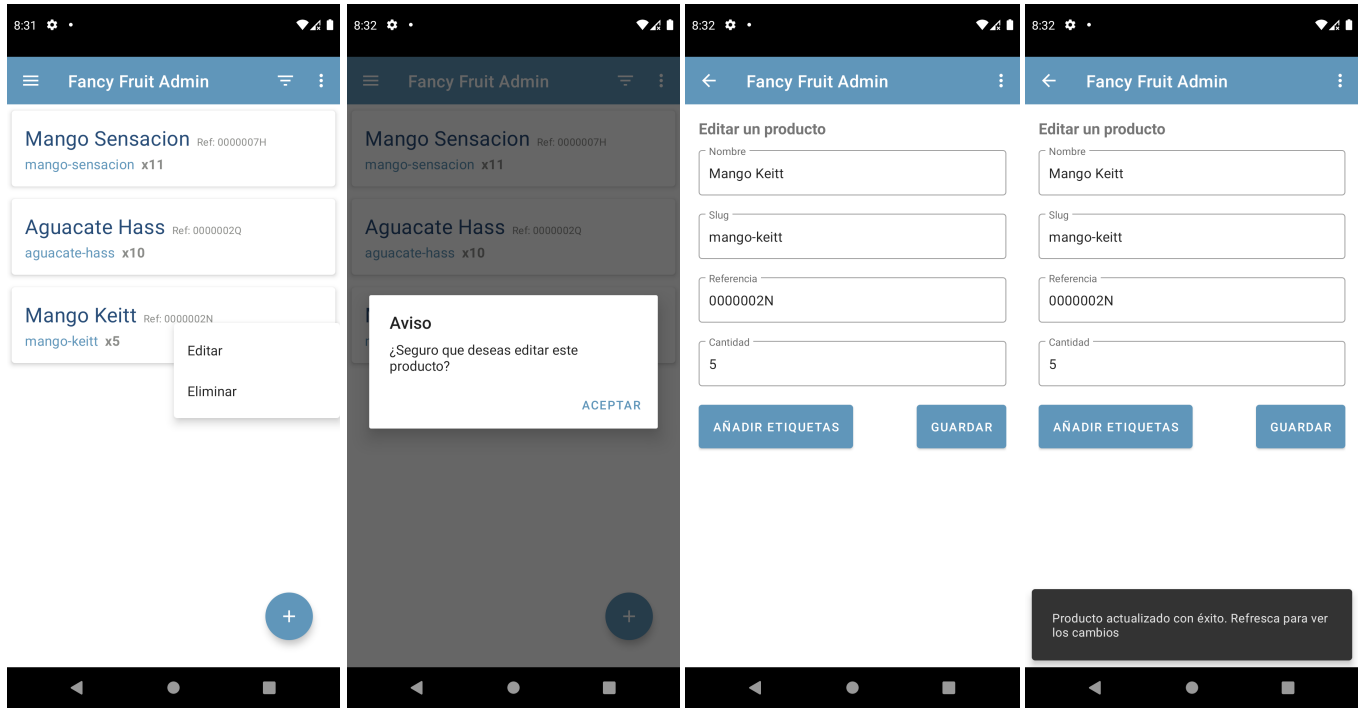 8:31
Fancy Fruit Admin
Mango Sensacion Ref: 0000007H
mango-sensacion x11
Aguacate Hass Ref: 0000002Q
aguacate-hass x10
Mango Keitt Ref: 0000002N
mango-keitt x5
Editar
Eliminar
+
8:32
Fancy Fruit Admin
Mango Sensacion Ref: 0000007H
mango-sensacion x11
Aguacate Hass Ref: 0000002Q
aguacate-hass x10
Aviso
¿Seguro que deseas editar este
producto?
ACEPTAR
+
8:32
Fancy Fruit Admin
Editar un producto
Nombre
Mango Keitt
Slug
mango-keitt
Referencia
0000002N
Cantidad
5
AÑADIR ETIQUETAS GUARDAR
8:32
Fancy Fruit Admin
Editar un producto
Nombre
Mango Keitt
Slug
mango-keitt
Referencia
0000002N
Cantidad
5
AÑADIR ETIQUETAS GUARDAR
Producto actualizado con éxito. Refresca para ver
los cambios